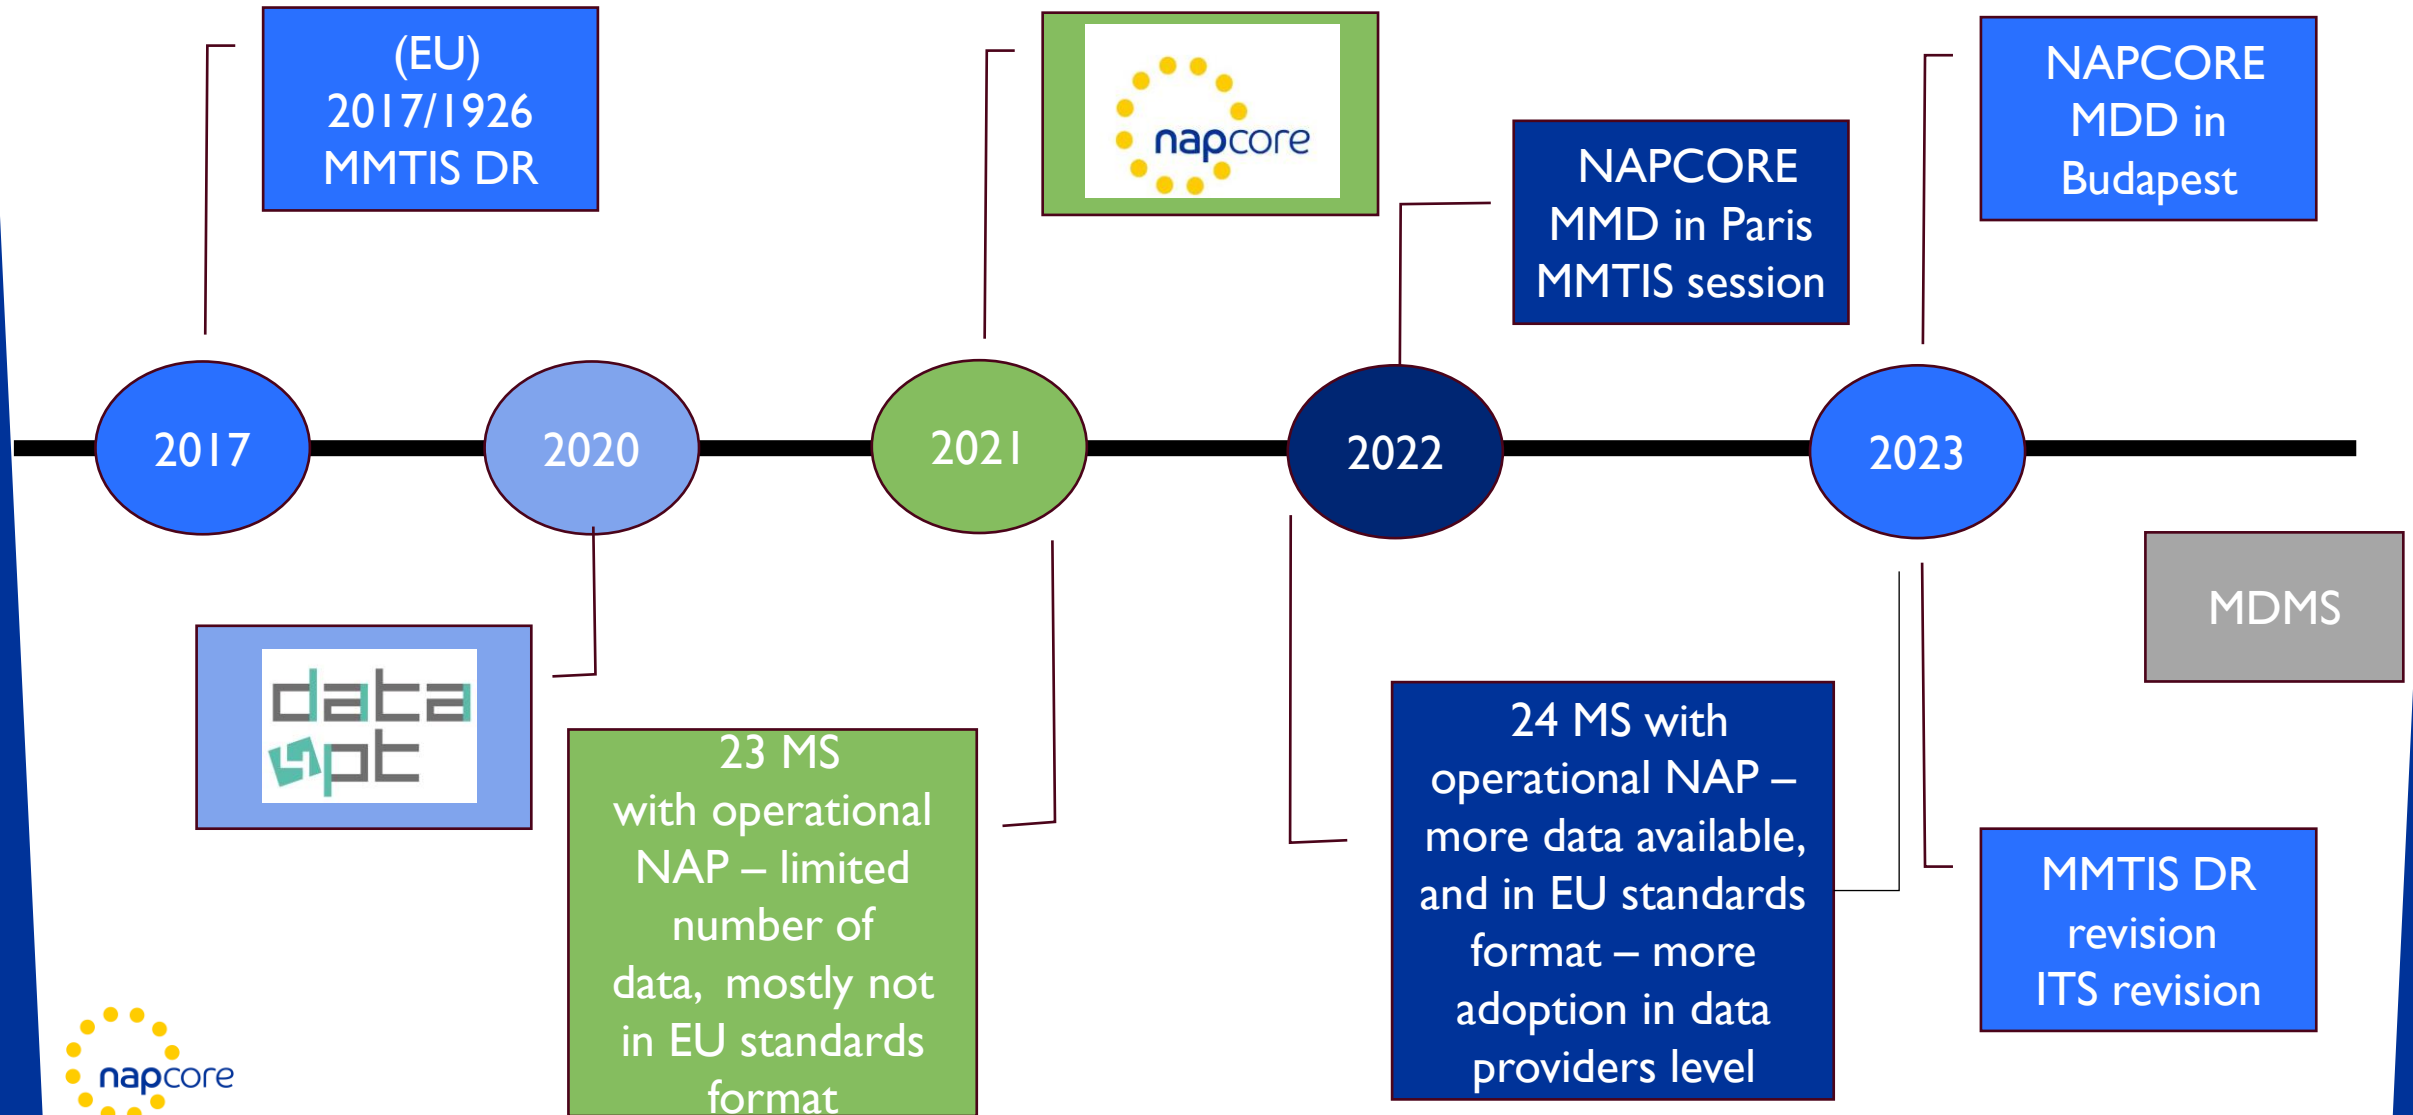 (EU)
2017/1926
MMTIS DR
napcore
NAPCORE
MMD in Paris
MMTIS session
NAPCORE
MDD in
Budapest
2017
2020
2021
2022
2023
MDMS
data
4pt
23 MS
with operational
NAP – limited
number of
data, mostly not
in EU standards
format
24 MS with
operational NAP –
more data available,
and in EU standards
format – more
adoption in data
providers level
MMTIS DR
revision
ITS revision
napcore